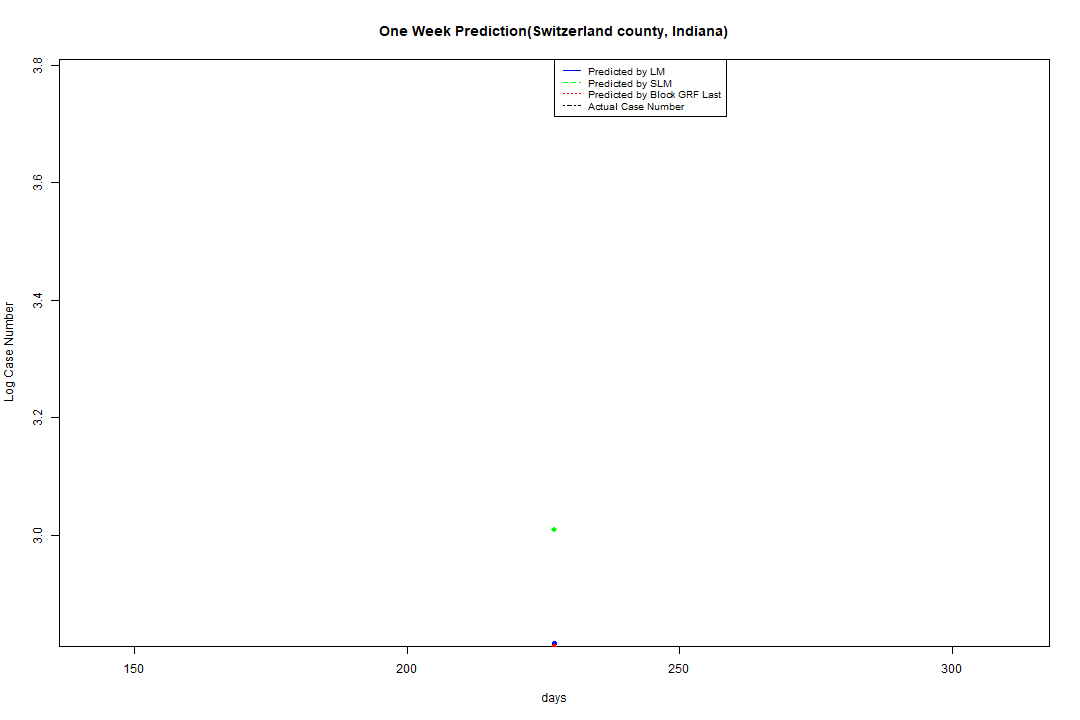 One Week Prediction(Switzerland county, Indiana)
Predicted by LM
Predicted by SLM
Predicted by Block GRF Last
Actual Case Number
3.8
3.6
3.4
3.2
3.0
Log Case Number
150 200 250 300
days